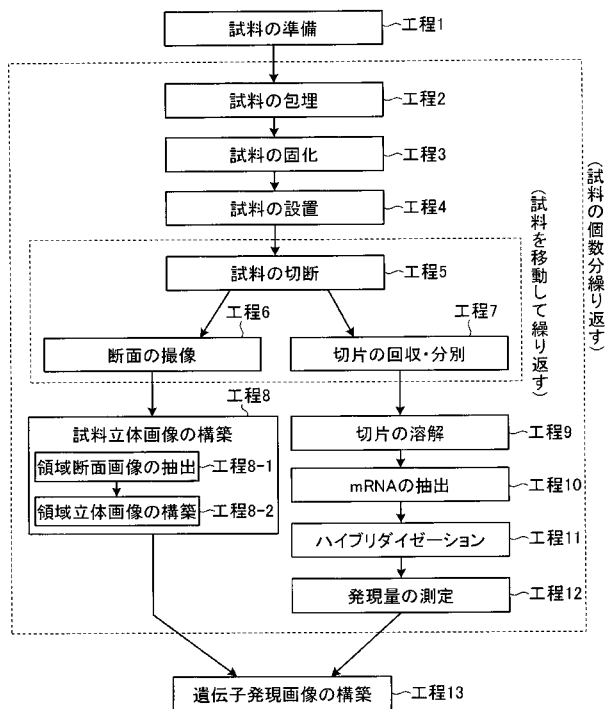 試料の準備 工程1
試料の包埋 工程2
試料の固化 工程3
試料の設置 工程4
試料の切断 工程5
工程6
断面の撮像
工程7
切片の回収・分別
(試料を移動して繰り返す)
(試料の個数分繰り返す)
工程8
試料立体画像の構築
領域断面画像の抽出 工程8-1
領域立体画像の構築 工程8-2
切片の溶解 工程9
mRNAの抽出 工程10
ハイブリダイゼーション 工程11
発現量の測定 工程12
遺伝子発現画像の構築 工程13